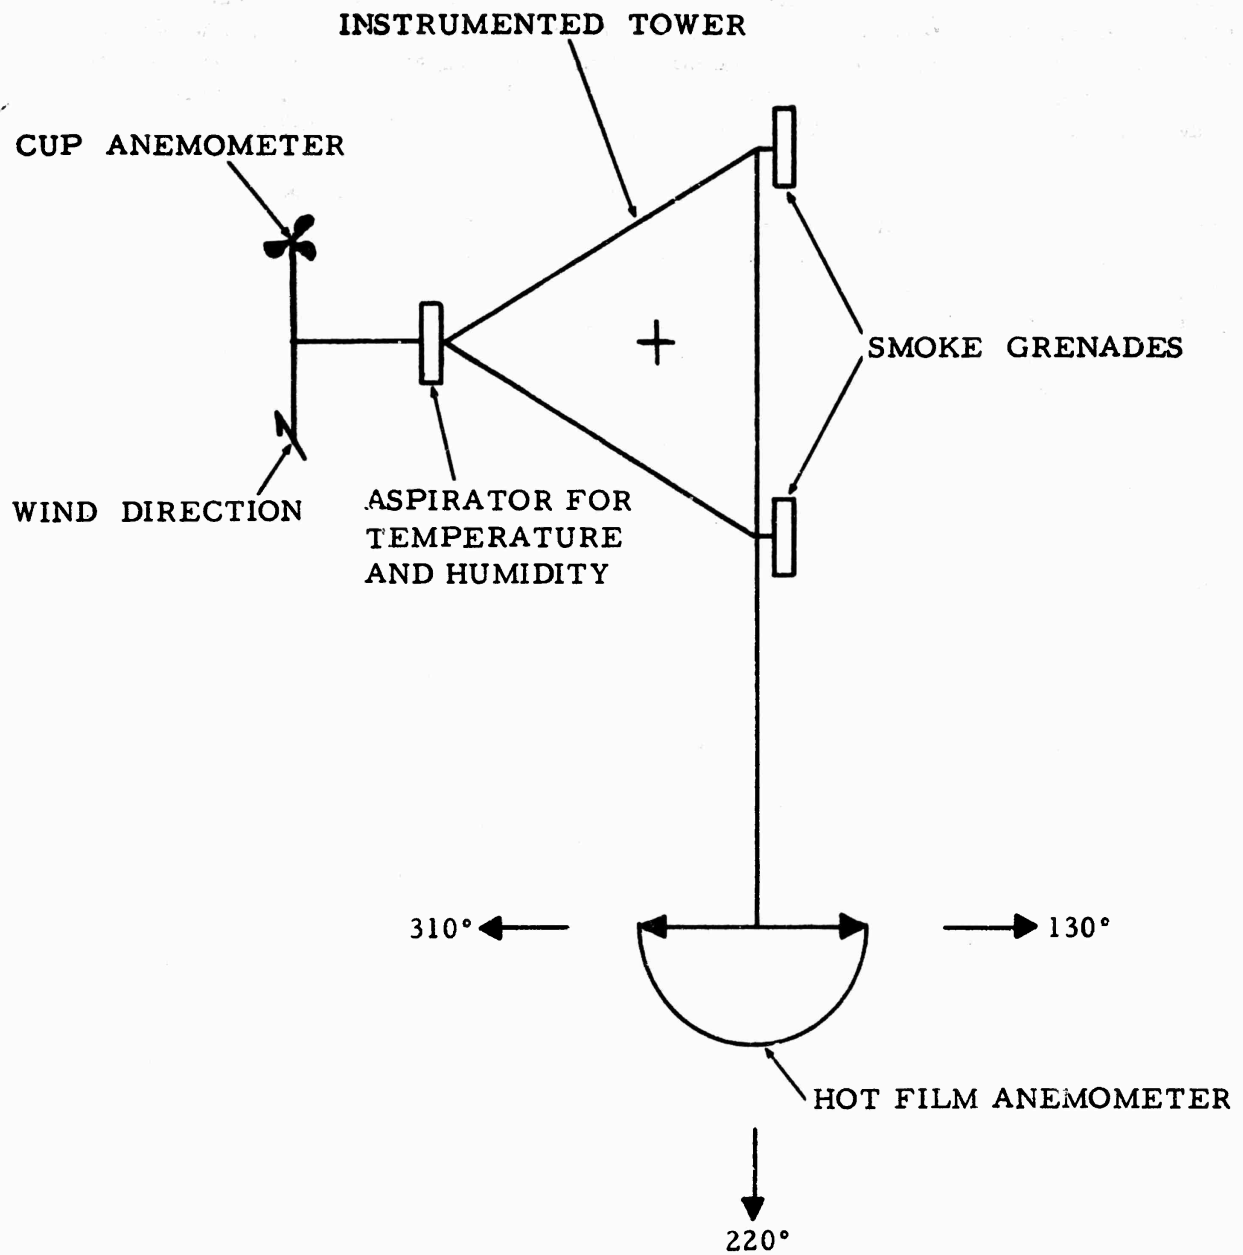 INSTRUMENTED TOWER
CUP ANEMOMETER
SMOKE GRENADES
WIND DIRECTION
ASPIRATOR FOR
TEMPERATURE
AND HUMIDITY
310°
130°
HOT FILM ANEMOMETER
220°